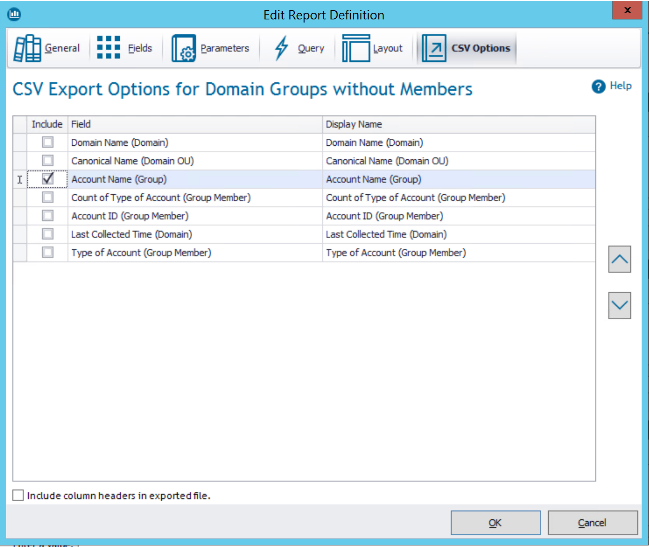 Edit Report Definition
x
General Fields Parameters Query Layout CSV Options
CSV Export Options for Domain Groups without Members
? Help
Include Field Display Name
Domain Name (Domain) Domain Name (Domain)
Canonical Name (Domain OU) Canonical Name (Domain OU)
Account Name (Group) Account Name (Group)
Count of Type of Account (Group Member) Count of Type of Account (Group Member)
Account ID (Group Member) Account ID (Group Member)
Last Collected Time (Domain) Last Collected Time (Domain)
Type of Account (Group Member) Type of Account (Group Member)
Include column headers in exported file.
OK Cancel